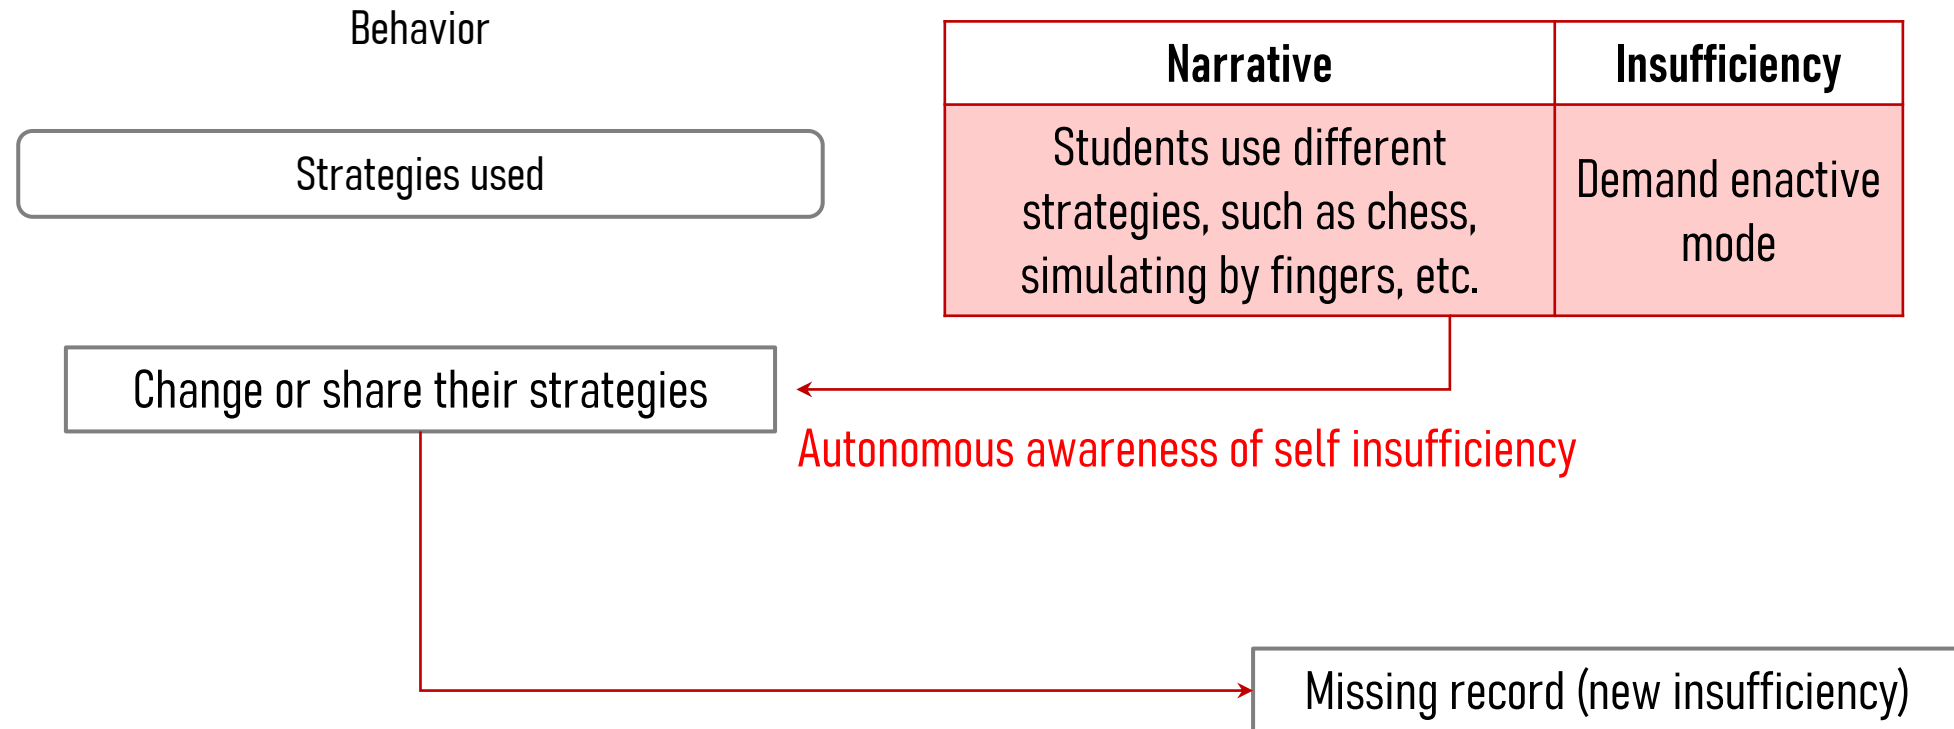 Behavior
Narrative
Insufficiency
Strategies used
Students use different
strategies, such as chess,
simulating by fingers, etc.
Demand enactive
mode
Change or share their strategies
Autonomous awareness of self insufficiency
Missing record (new insufficiency)